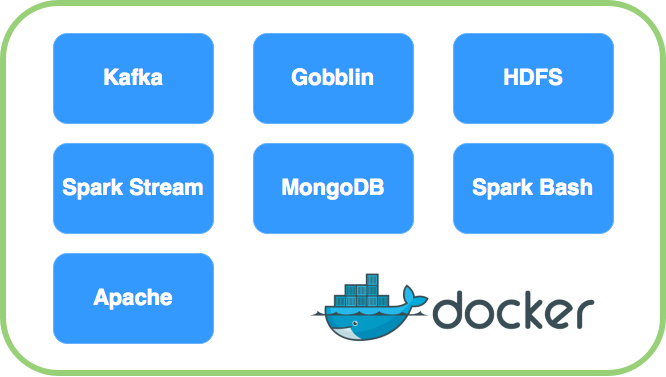 Kafka
Gobblin
HDFS
Spark Stream
MongoDB
Spark Bash
Apache
docker